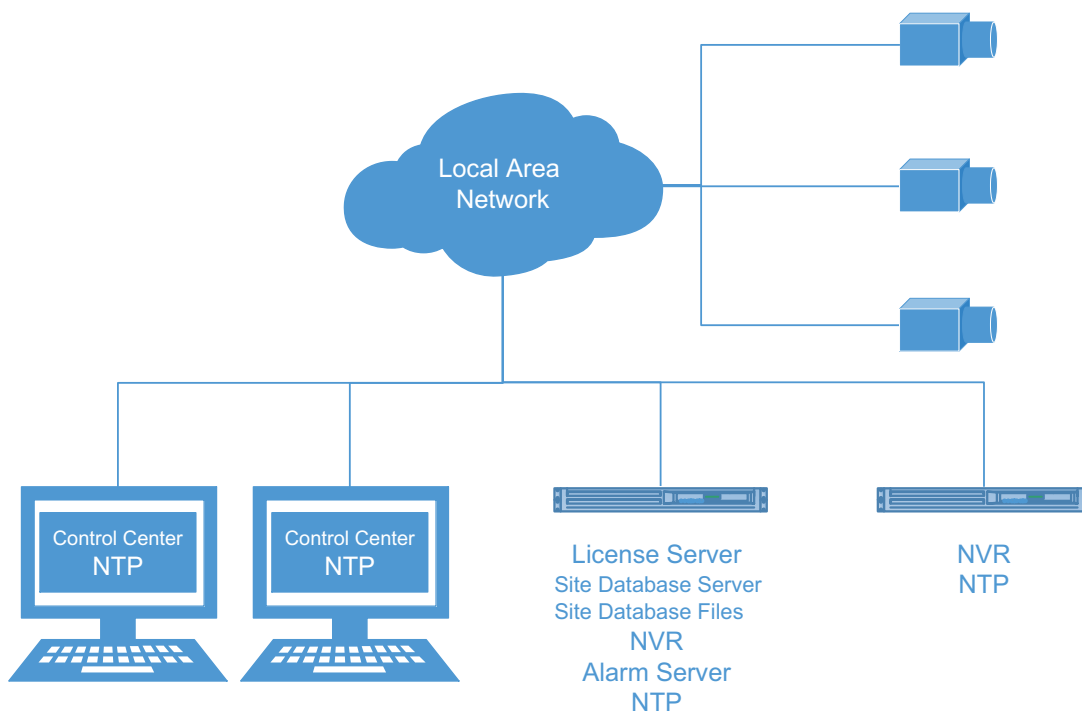 Local Area
Network
Control Center
NTP
Control Center
NTP
License Server
Site Database Server
Site Database Files
NVR
Alarm Server
NTP
NVR
NTP